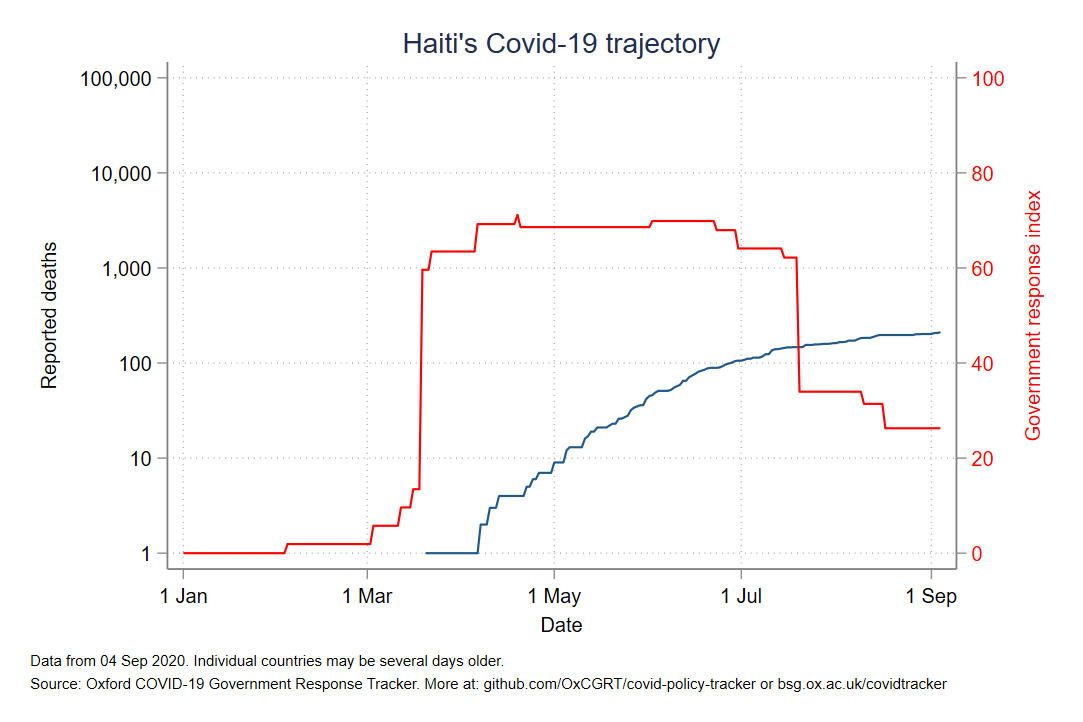 Haiti's Covid-19 trajectory
100,000
10,000
1,000
100
10
1
Reported deaths
100
80
60
40
20
0
Government response index
1 Jan
1 Mar
1 May
1 Jul
1 Sep
Date
Data from 04 Sep 2020. Individual countries may be several days older.
Source: Oxford COVID-19 Government Response Tracker. More at: github.com/OxCGRT/covid-policy-tracker or bsg.ox.ac.uk/covidtracker